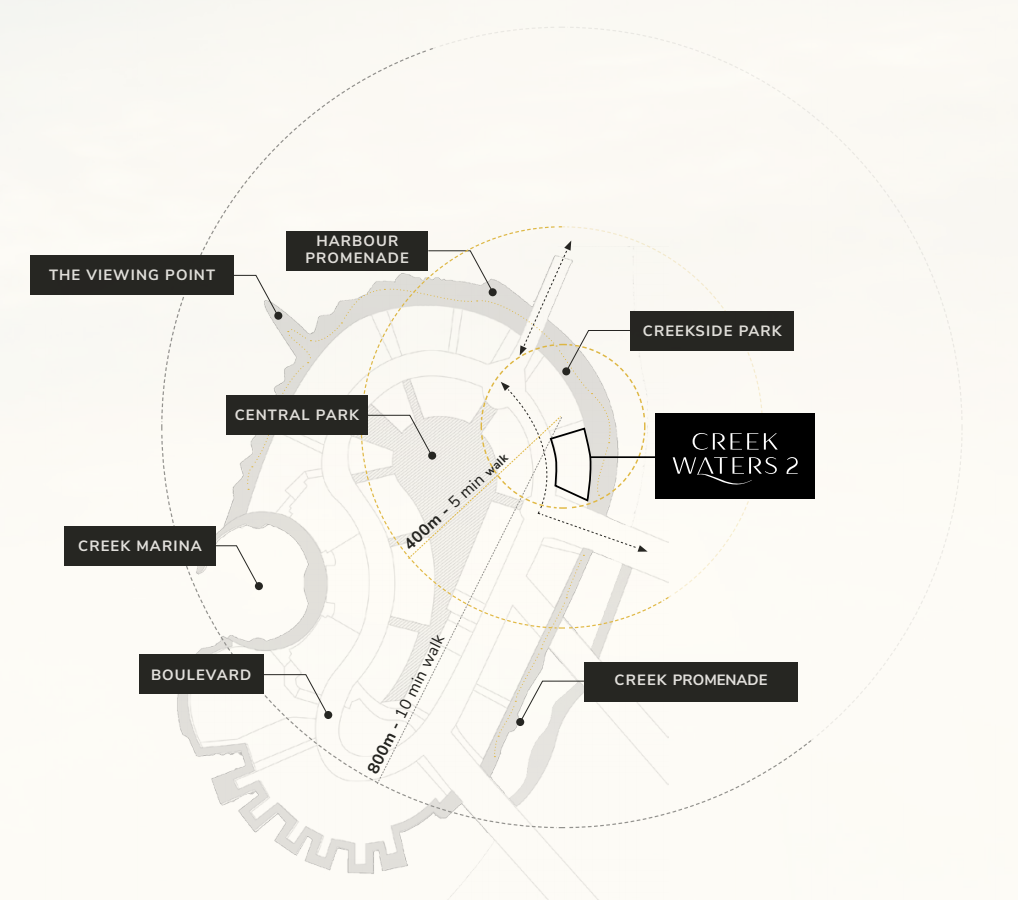 HARBOUR
PROMENADE
THE VIEWING POINT
CREEKSIDE PARK
CENTRAL PARK
CREEK
WATERS 2
400m - 5 min walk
CREEK MARINA
BOULEVARD
800m - 10 min walk
CREEK PROMENADE